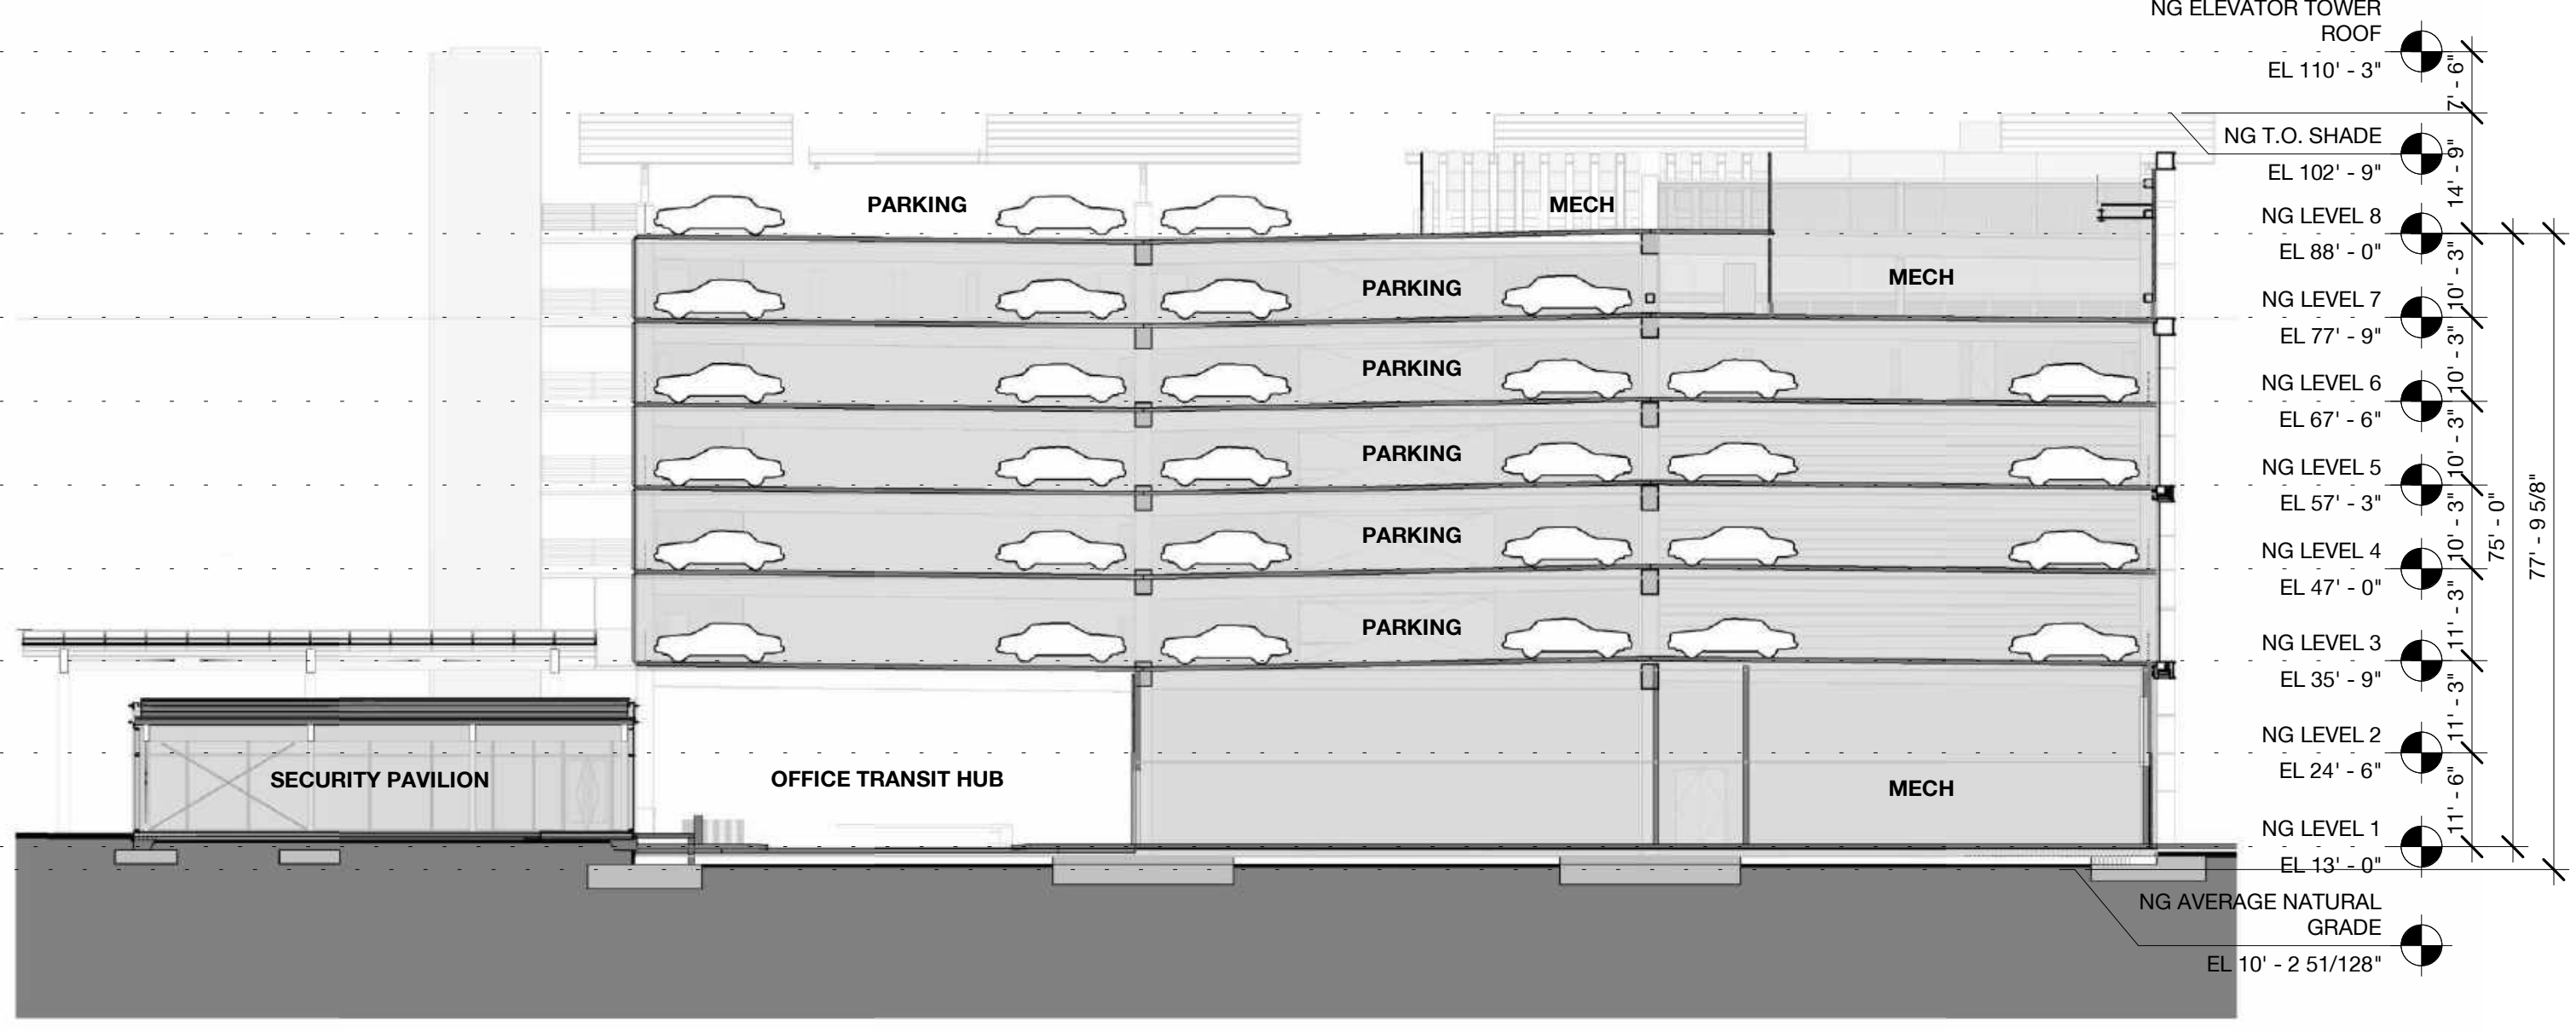 NG ELEVATOR TOWER
ROOF
EL 110' - 3"
7' - 6"
NG T.O. SHADE
EL 102' - 9"
14' - 9"
PARKING
MECH
NG LEVEL 8
EL 88' - 0"
10' - 3"
PARKING
MECH
NG LEVEL 7
EL 77' - 9"
10' - 3"
PARKING
NG LEVEL 6
EL 67' - 6"
10' - 3"
PARKING
NG LEVEL 5
EL 57' - 3"
10' - 3"
75' - 0"
77' - 9 5/8"
PARKING
NG LEVEL 4
EL 47' - 0"
11' - 3"
PARKING
NG LEVEL 3
EL 35' - 9"
11' - 3"
NG LEVEL 2
EL 24' - 6"
11' - 6"
SECURITY PAVILION
OFFICE TRANSIT HUB
MECH
NG LEVEL 1
EL 13' - 0"
NG AVERAGE NATURAL
GRADE
EL 10' - 2 51/128"